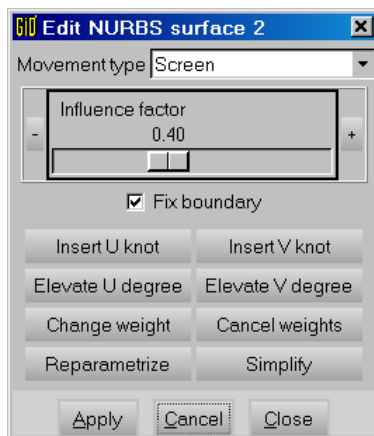 GiD Edit NURBS surface 2
Movement type Screen
Influence factor
0.40
- +
Fix boundary
Insert U knot Insert V knot
Elevate U degree Elevate V degree
Change weight Cancel weights
Reparametrize Simplify
Apply Cancel Close